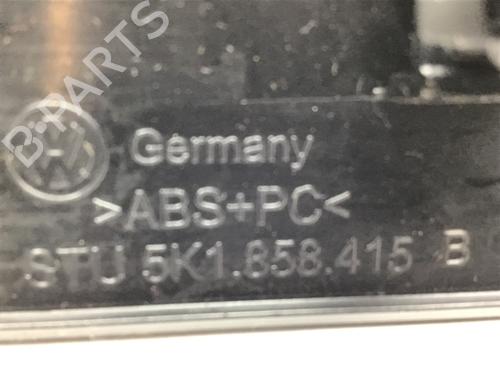 B-PARTS
Germany
>ABS+PC<
STU 5K1.858.415 B